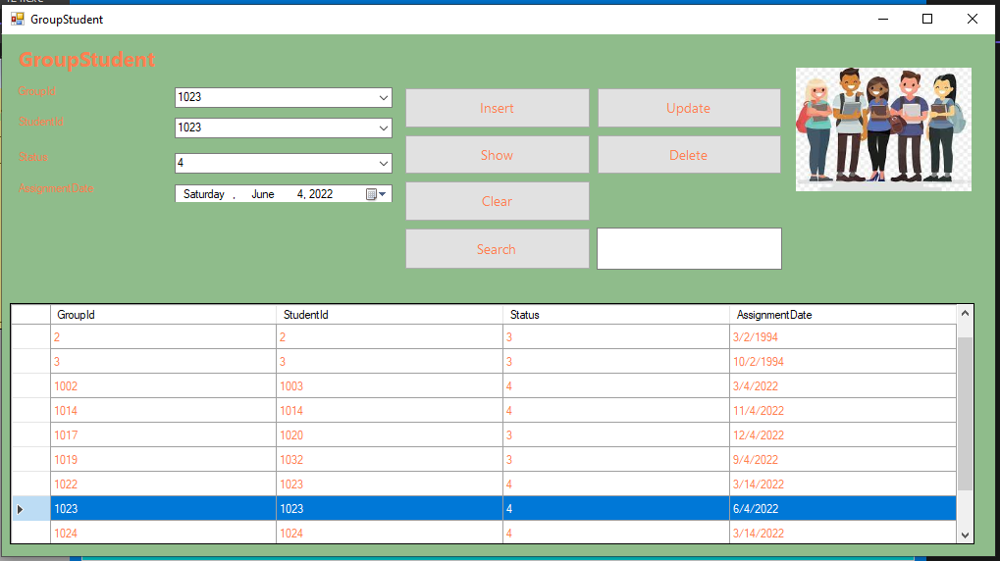 GroupStudent
GroupStudent
GroupId 1023
StudentId 1023
Status 4
AssignmentDate Saturday , June 4, 2022
Insert Update
Show Delete
Clear
Search
GroupId StudentId Status AssignmentDate
2 2 3 3/2/1994
3 3 3 10/2/1994
1002 1003 4 3/4/2022
1014 1014 4 11/4/2022
1017 1020 3 12/4/2022
1019 1032 3 9/4/2022
1022 1023 4 3/14/2022
1023 1023 4 6/4/2022
1024 1024 4 3/14/2022